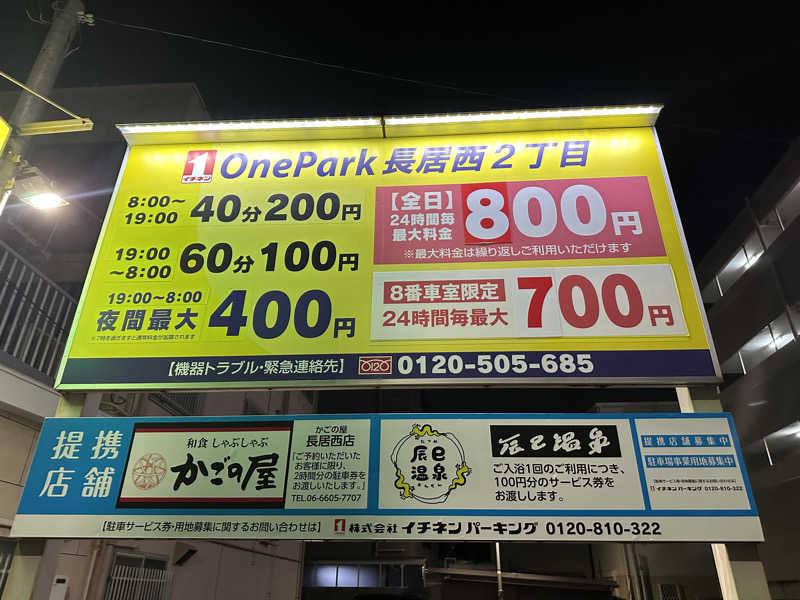 1 イチネン OnePark 長居西2丁目
8:00~19:00 40分200円
19:00~8:00 60分100円
19:00~8:00 夜間最大 400円
【全日】24時間毎最大料金 800円
※最大料金は繰り返しご利用いただけます
8番車室限定 24時間毎最大 700円
【機器トラブル・緊急連絡先】 0120 0120-505-685
提携店舗
和食 しゃぶしゃぶ
かごの屋
かごの屋
長居西店
「ご予約いただいた
お客様に限り、
2時間分の駐車券を
お渡しいたします」
TEL.06-6605-7707
たつみ
辰巳
温泉
おんせん
辰巳温泉
ご入浴1回のご利用につき、
100円分のサービス券を
お渡しします。
提携店舗募集中
駐車場事業用地募集中
1 イチネンパーキング 0120-810-322
【駐車サービス券・用地募集に関するお問い合わせは】 1 株式会社 イチネンパーキング 0120-810-322